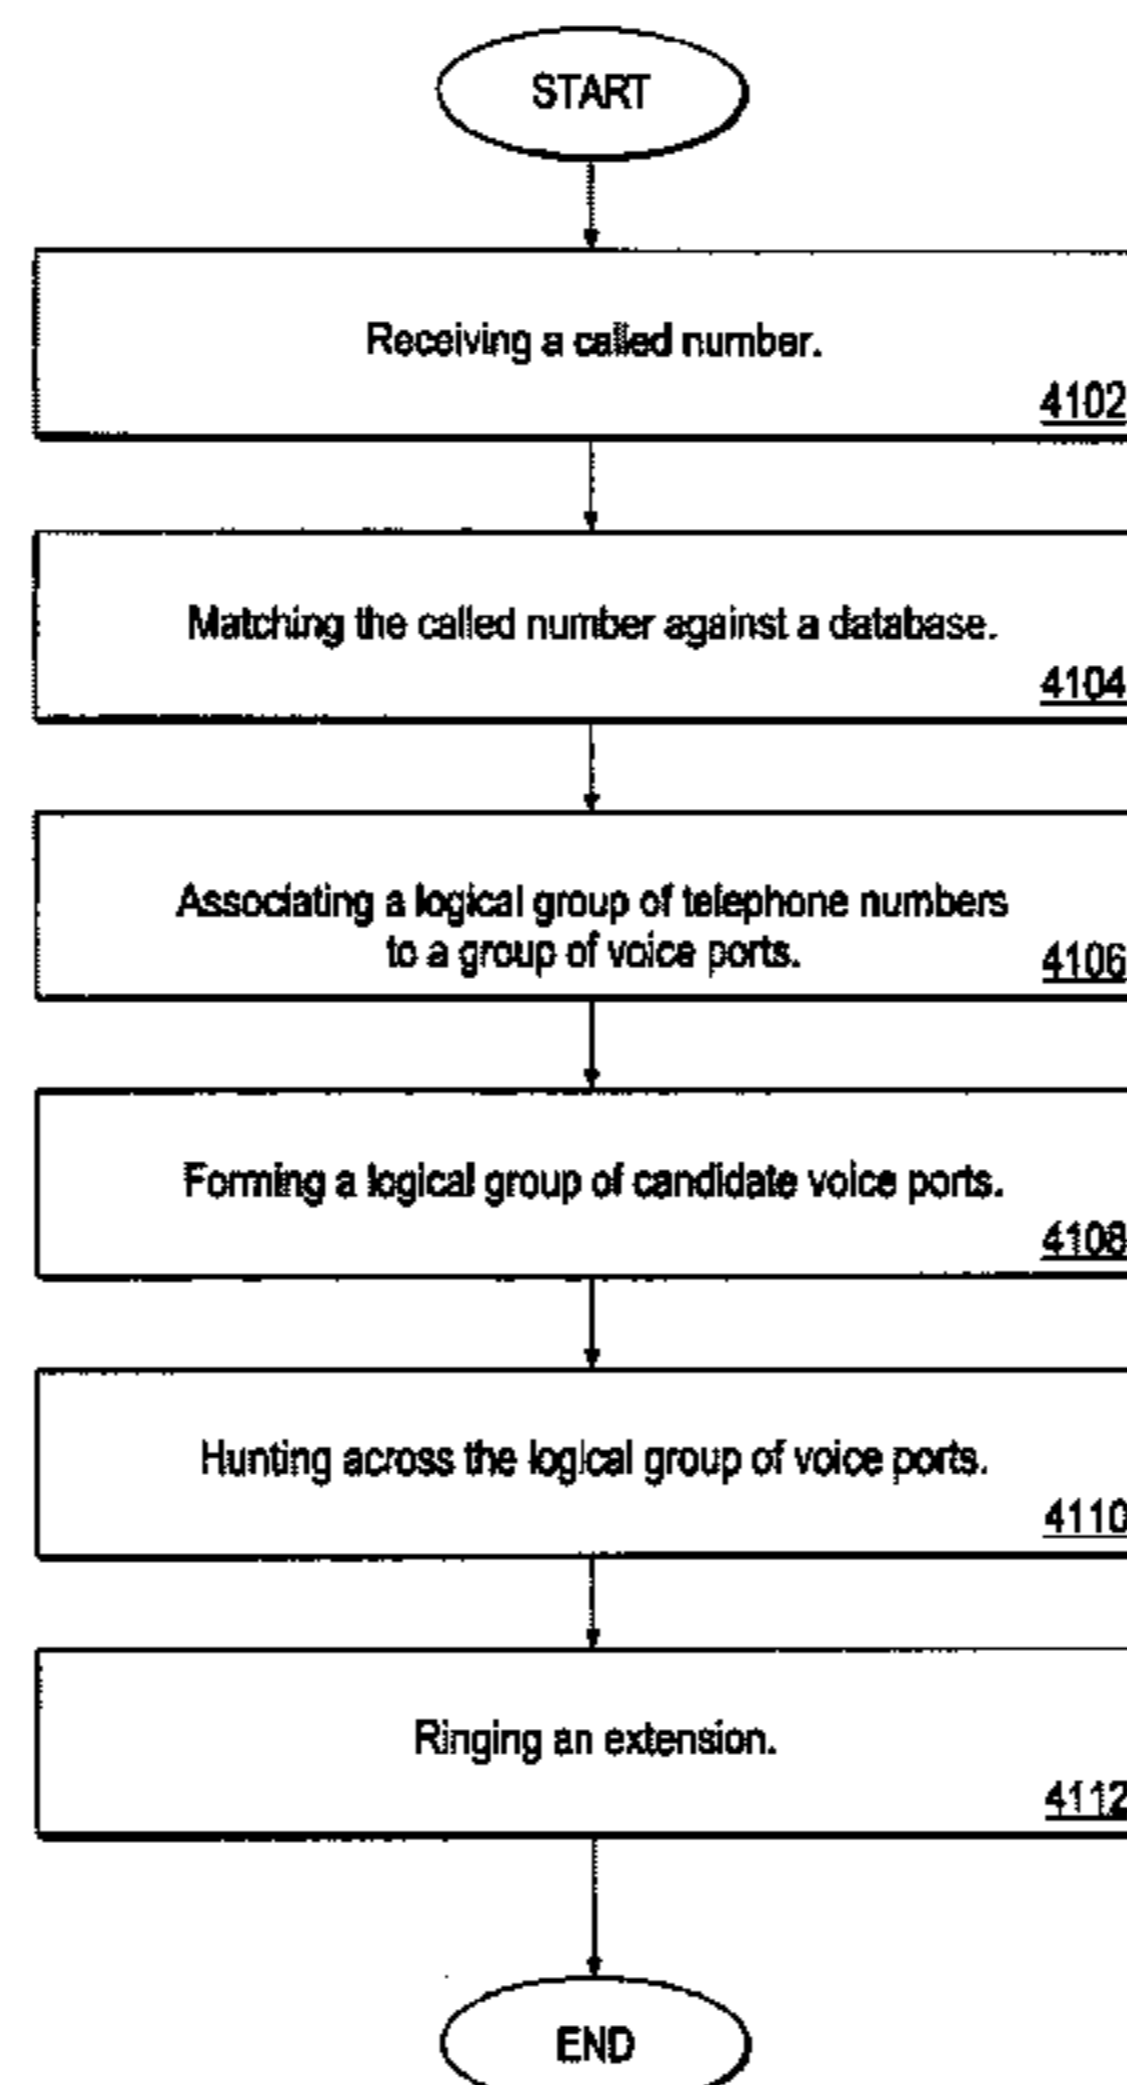 START
Receiving a called number.
4102
Matching the called number against a database.
4104
Associating a logical group of telephone numbers
to a group of voice ports.
4106
Forming a logical group of candidate voice ports.
4108
Hunting across the logical group of voice ports.
4110
Ringing an extension.
4112
END